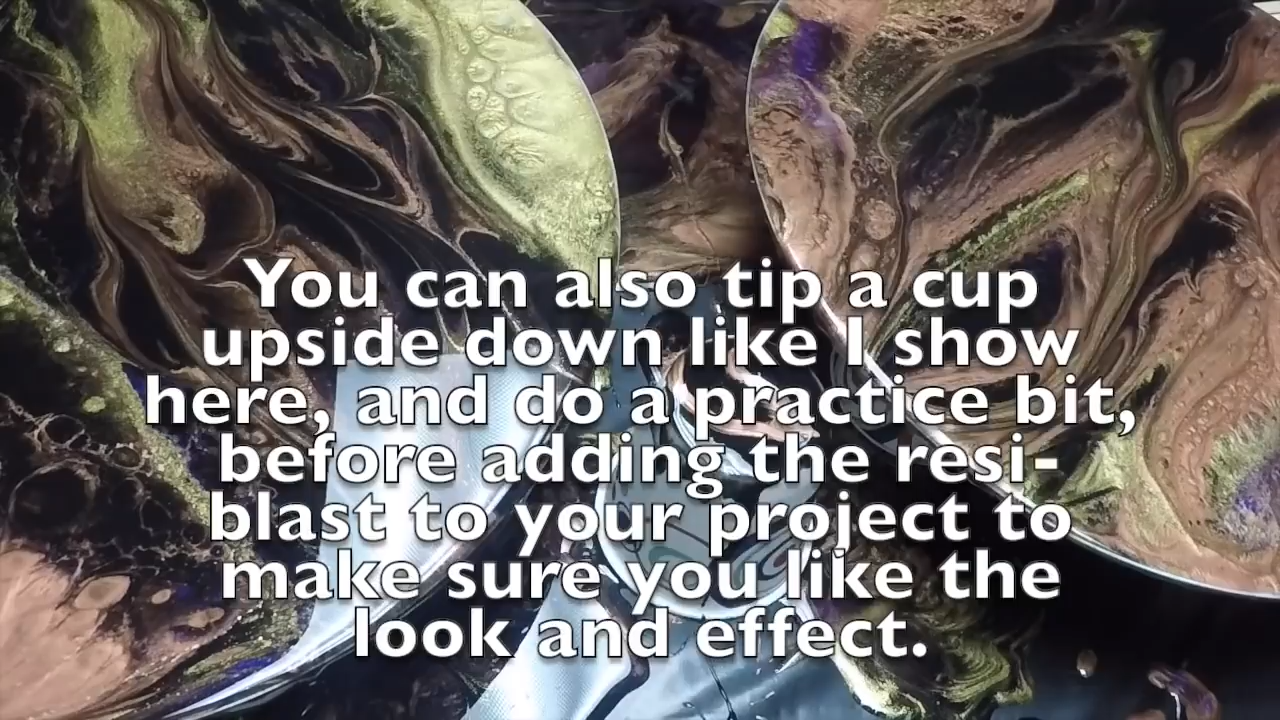 You can also tip a cup
upside down like I show
here, and do a practice bit,
before adding the resi-
blast to your project to
make sure you like the
look and effect.